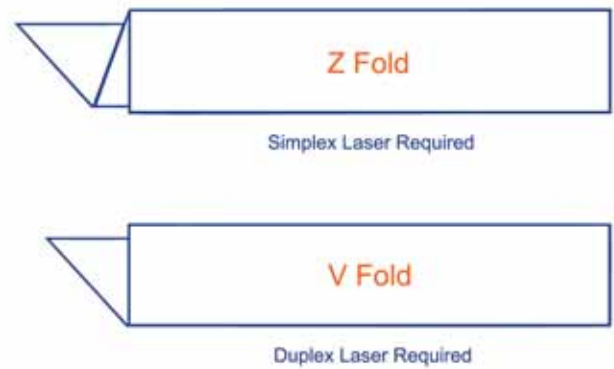 Z Fold
Simplex Laser Required
V Fold
Duplex Laser Required